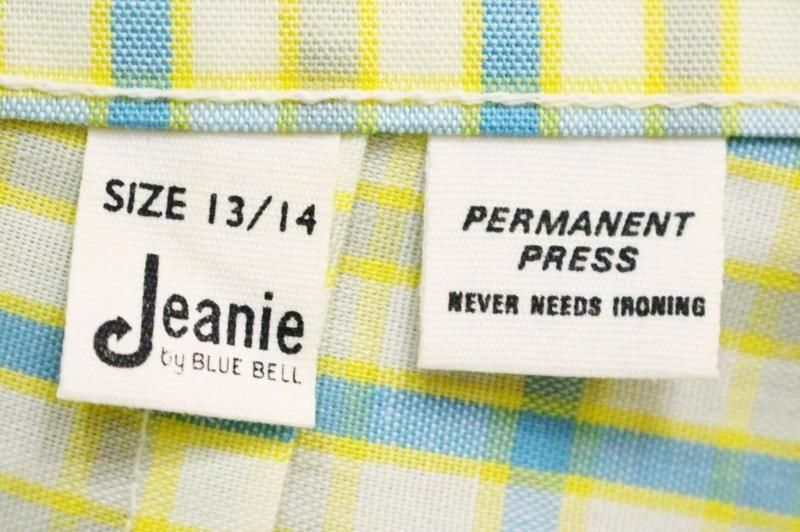 SIZE 13/14
Jeanie
by BLUE BELL
PERMANENT
PRESS
NEVER NEEDS IRONING